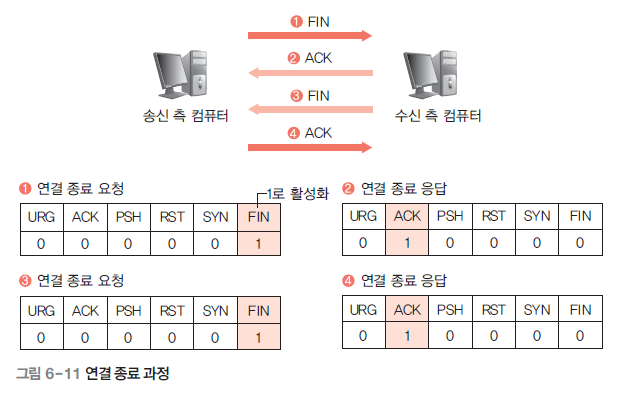 ❶ FIN
❷ ACK
❸ FIN
❹ ACK
송신 측 컴퓨터
수신 측 컴퓨터
❶ 연결 종료 요청
1로 활성화
URG ACK PSH RST SYN FIN
0 0 0 0 0 1
❷ 연결 종료 응답
URG ACK PSH RST SYN FIN
0 1 0 0 0 0
❸ 연결 종료 요청
URG ACK PSH RST SYN FIN
0 0 0 0 0 1
❹ 연결 종료 응답
URG ACK PSH RST SYN FIN
0 1 0 0 0 0
그림 6-11 연결 종료 과정